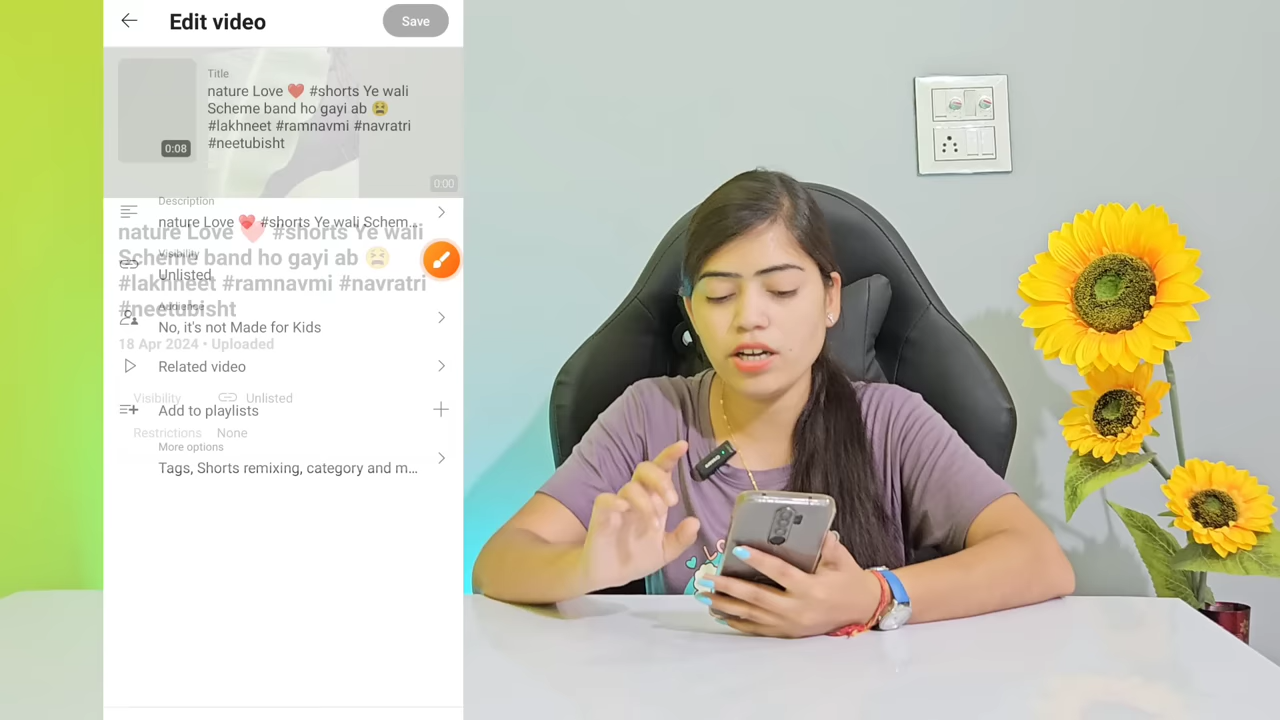 Edit video
Save
Title
nature Love ❤️ #shorts Ye wali
Scheme band ho gayi ab 😫
#lakhneet #ramnavmi #navratri
#neetubisht
0:08
0:00
Description
nature Love ❤️ #shorts Ye wali Schem...
nature Love ❤️ #shorts Ye wali
Scheme band ho gayi ab 😫
#lakhneet #ramnavmi #navratri
#neetubisht
Visibility
Unlisted
Audience
No, it's not Made for Kids
18 Apr 2024 • Uploaded
Related video
Visibility
Unlisted
Add to playlists
Restrictions
None
More options
Tags, Shorts remixing, category and m...